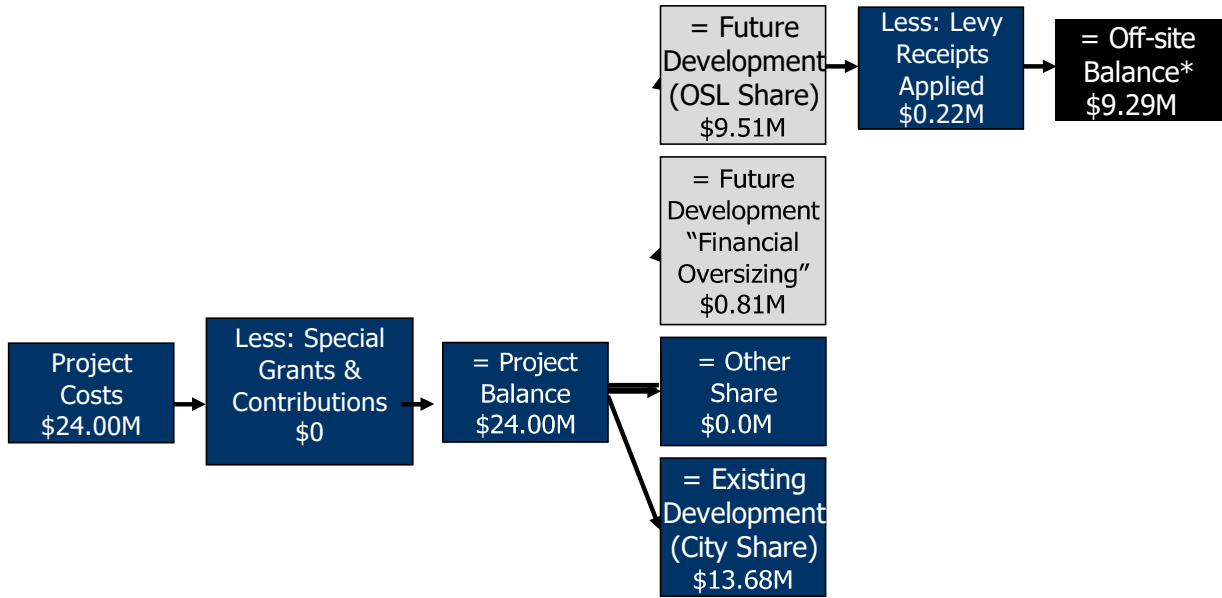 Project
Costs
$24.00M
Less: Special
Grants &
Contributions
$0
= Project
Balance
$24.00M
= Future
Development
(OSL Share)
$9.51M
Less: Levy
Receipts
Applied
$0.22M
= Off-site
Balance*
$9.29M
= Future
Development
“Financial
Oversizing”
$0.81M
= Other
Share
$0.0M
= Existing
Development
(City Share)
$13.68M